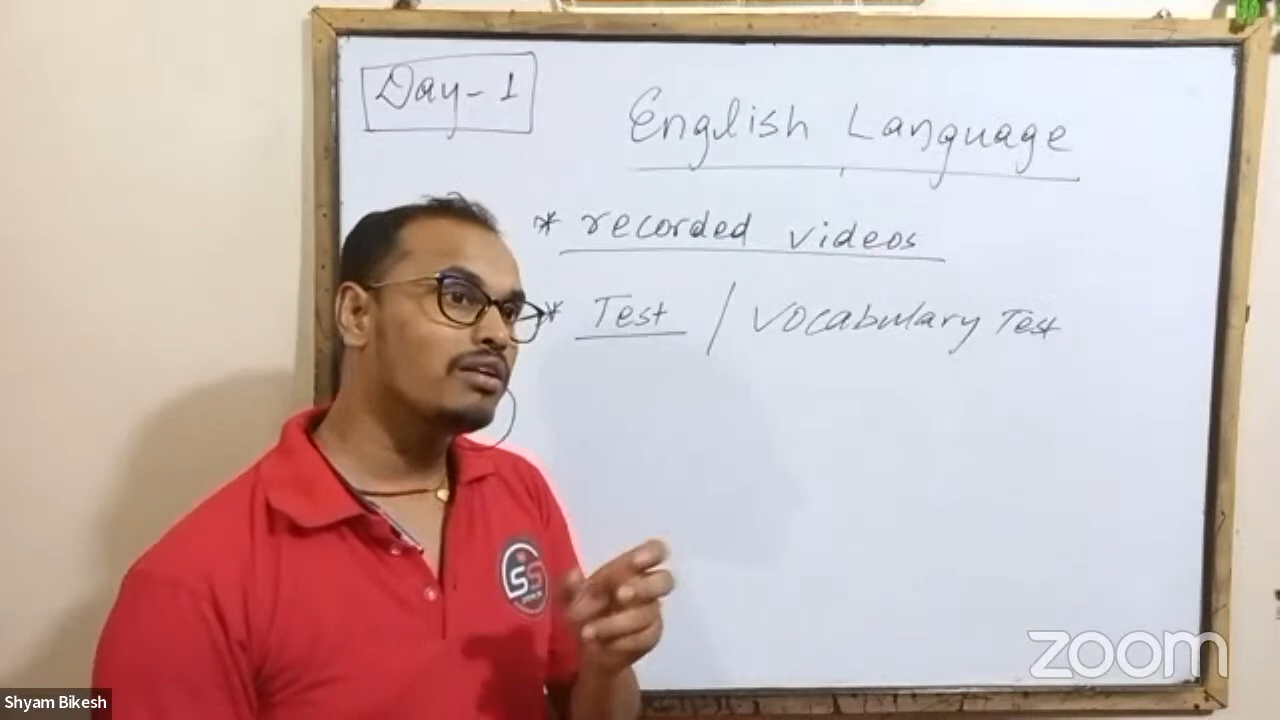 Day-1
English Language
* recorded videos
* Test / Vocabulary Test
SS
zoom
Shyam Bikesh